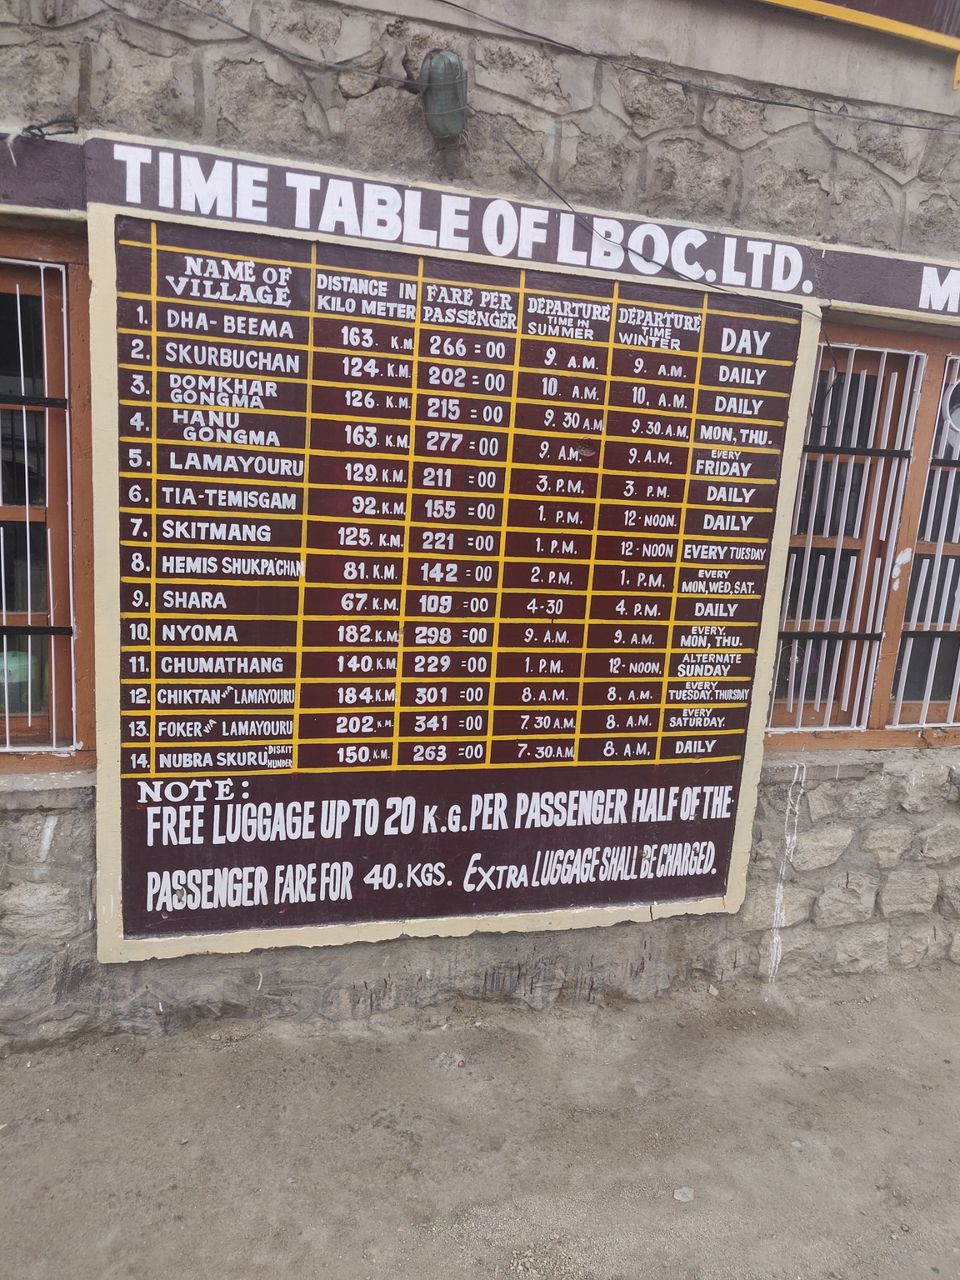 TIME TABLE OF LBOC. LTD.
M
NAME OF VILLAGE DISTANCE IN KILO METER FARE PER PASSENGER DEPARTURE TIME IN SUMMER DEPARTURE TIME WINTER DAY
1. DHA-BEEMA 163. K.M. 266=00 9. A.M. 9. A.M. DAILY
2. SKURBUCHAN 124. K.M. 202=00 10. A.M. 10. A.M. DAILY
3. DOMKHAR GONGMA 126. K.M. 215=00 9.30 A.M. 9.30.A.M. MON, THU.
4. HANU GONGMA 163. K.M. 277=00 9. A.M. 9 A.M. EVERY FRIDAY
5. LAMAYOURU 129.K.M. 211=00 3. P.M. 3. P.M. DAILY
6. TIA-TEMISGAM 92.K.M. 155=00 1. P.M. 12-NOON. DAILY
7. SKITMANG 125. K.M. 221=00 1. P.M. 12-NOON EVERY TUESDAY
8. HEMIS SHUKPACHAN 81. K.M. 142=00 2. P.M. 1. P.M. EVERY MON, WED, SAT.
9. SHARA 67. K.M. 109=00 4-30 4. P.M. DAILY
10. NYOMA 182.K.M. 298=00 9. A.M. 9. A.M. EVERY. MON, THU.
11. CHUMATHANG 140.K.M. 229=00 1. P.M. 12-NOON. ALTERNATE SUNDAY
12. CHIKTAN VIA LAMAYOURU 184.K.M. 301=00 8. A.M. 8. A.M. EVERY TUESDAY. THURSDAY
13. FOKER VIA LAMAYOURU 202. K.M. 341=00 7.30 A.M. 8. A.M. EVERY SATURDAY.
14. NUBRA SKURU DISKIT HUNDER 150. K.M. 263=00 7.30.A.M. 8. A.M. DAILY
NOTE:
FREE LUGGAGE UP TO 20 K.G. PER PASSENGER HALF OF THE
PASSENGER FARE FOR 40.KGS. EXTRA LUGGAGE SHALL BE CHARGED.